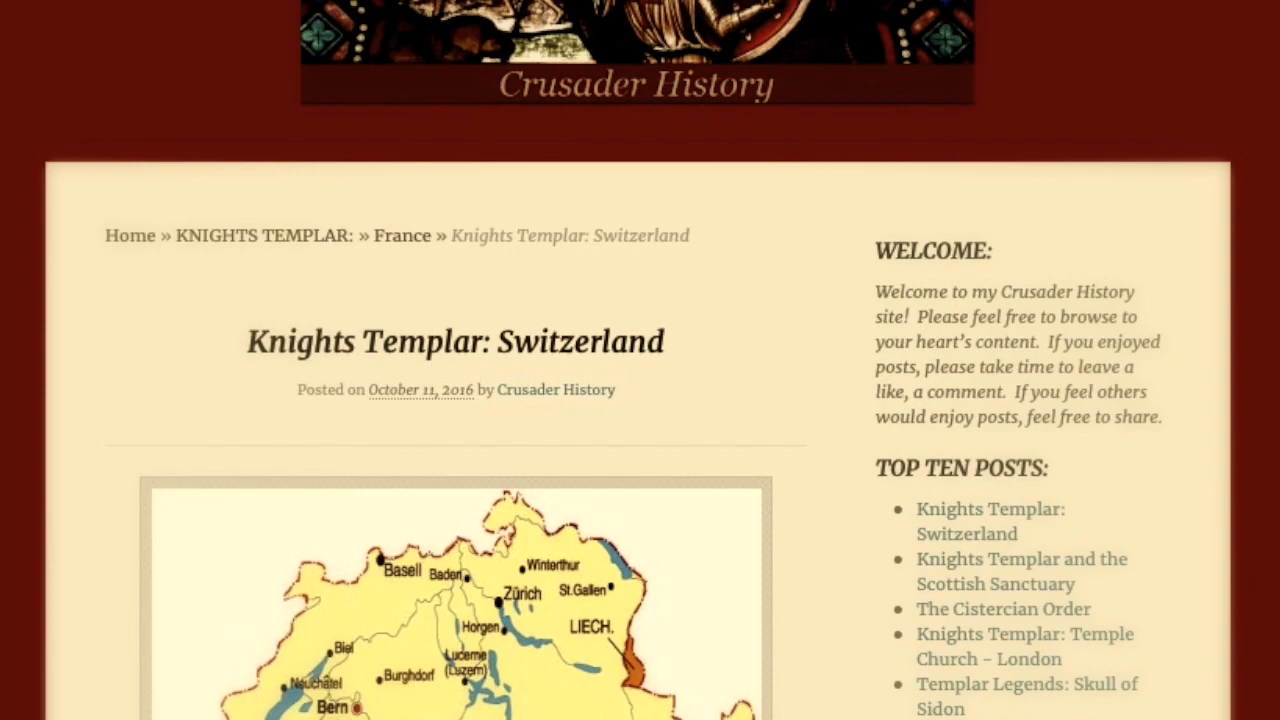 Crusader History
Home » KNIGHTS TEMPLAR: » France » Knights Templar: Switzerland
Knights Templar: Switzerland
Posted on October 11, 2016 by Crusader History
Basell
Baden
Winterthur
Zürich
St.Gallen
Horgen
LIECH.
Biel
Lucerne
(Luzern)
Burghdorf
Neuchâtel
Bern
WELCOME:
Welcome to my Crusader History
site! Please feel free to browse to
your heart’s content. If you enjoyed
posts, please take time to leave a
like, a comment. If you feel others
would enjoy posts, feel free to share.
TOP TEN POSTS:
Knights Templar:
Switzerland
Knights Templar and the
Scottish Sanctuary
The Cistercian Order
Knights Templar: Temple
Church – London
Templar Legends: Skull of
Sidon